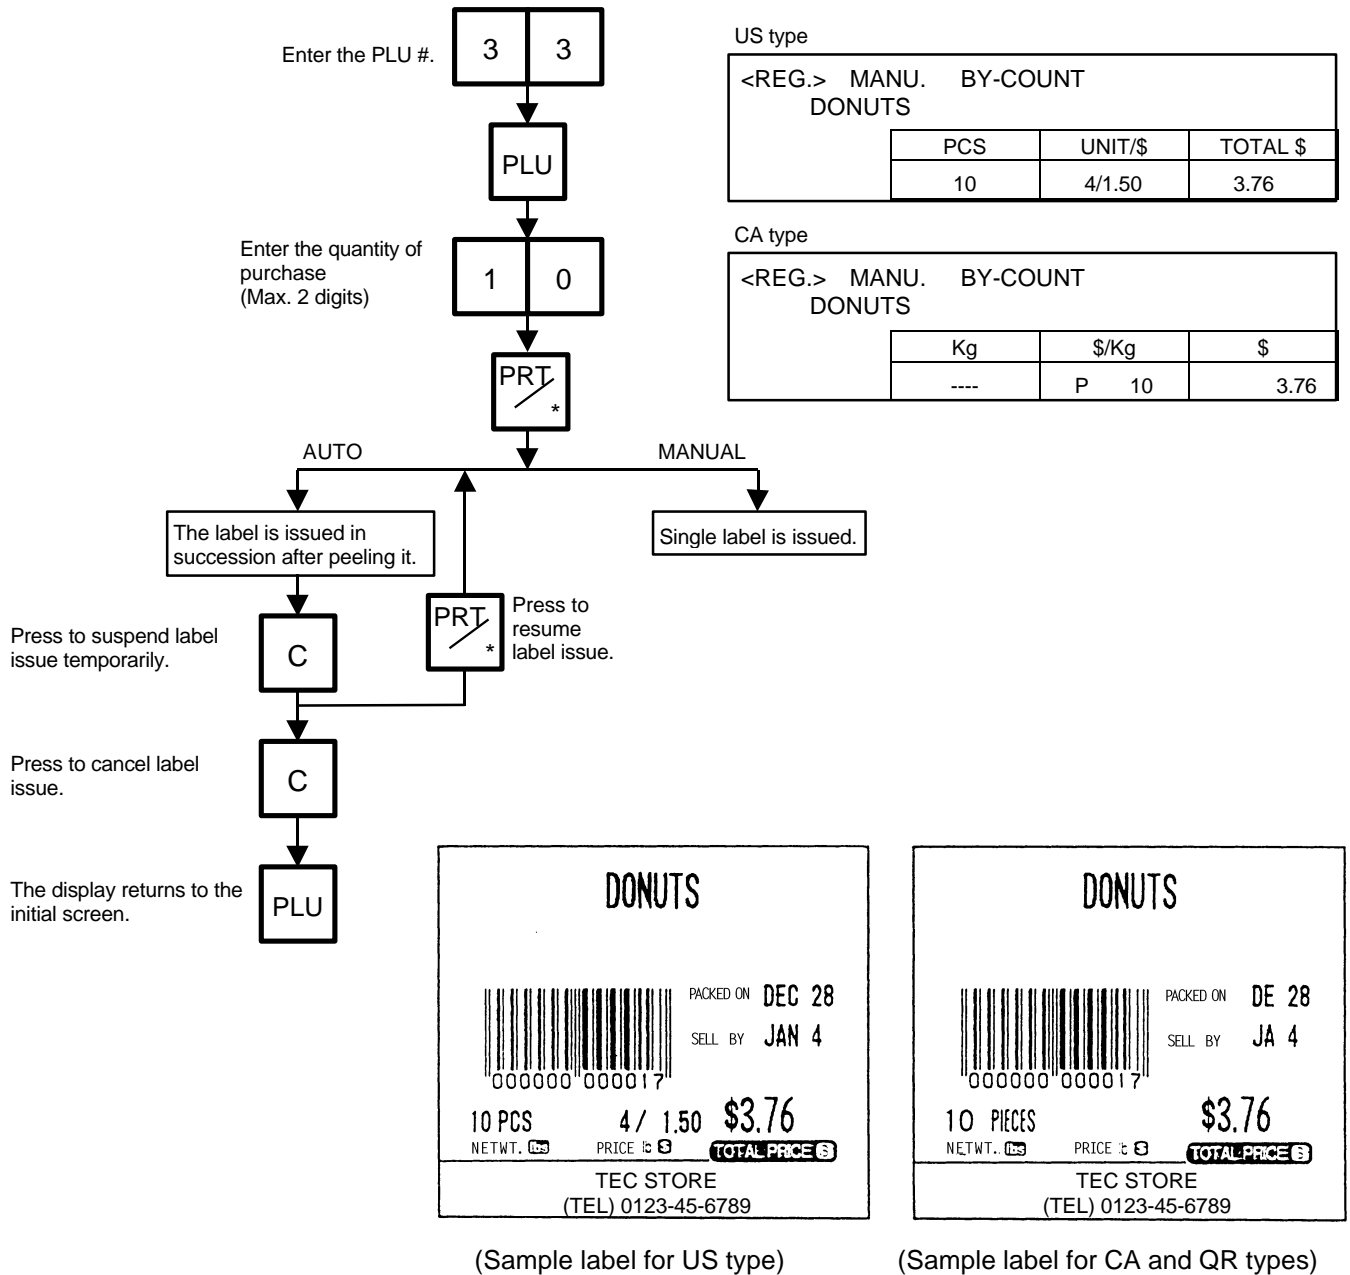 Enter the PLU #.
3 3
PLU
Enter the quantity of
purchase
(Max. 2 digits)
1 0
PRT
*
AUTO
MANUAL
The label is issued in
succession after peeling it.
Single label is issued.
Press to suspend label
issue temporarily.
C
PRT
*
Press to
resume
label issue.
Press to cancel label
issue.
C
The display returns to the
initial screen.
PLU
US type
<REG.> MANU. BY-COUNT
DONUTS
PCS UNIT/$ TOTAL $
10 4/1.50 3.76
CA type
<REG.> MANU. BY-COUNT
DONUTS
Kg $/Kg $
---- P 10 3.76
DONUTS
PACKED ON DEC 28
SELL BY JAN 4
000000 000017
10 PCS 4/ 1.50 $3.76
NETWT. lbs PRICE $ TOTAL PRICE $
TEC STORE
(TEL) 0123-45-6789
(Sample label for US type)
DONUTS
PACKED ON DE 28
SELL BY JA 4
000000 000017
10 PIECES $3.76
NETWT. lbs PRICE $ TOTAL PRICE $
TEC STORE
(TEL) 0123-45-6789
(Sample label for CA and QR types)